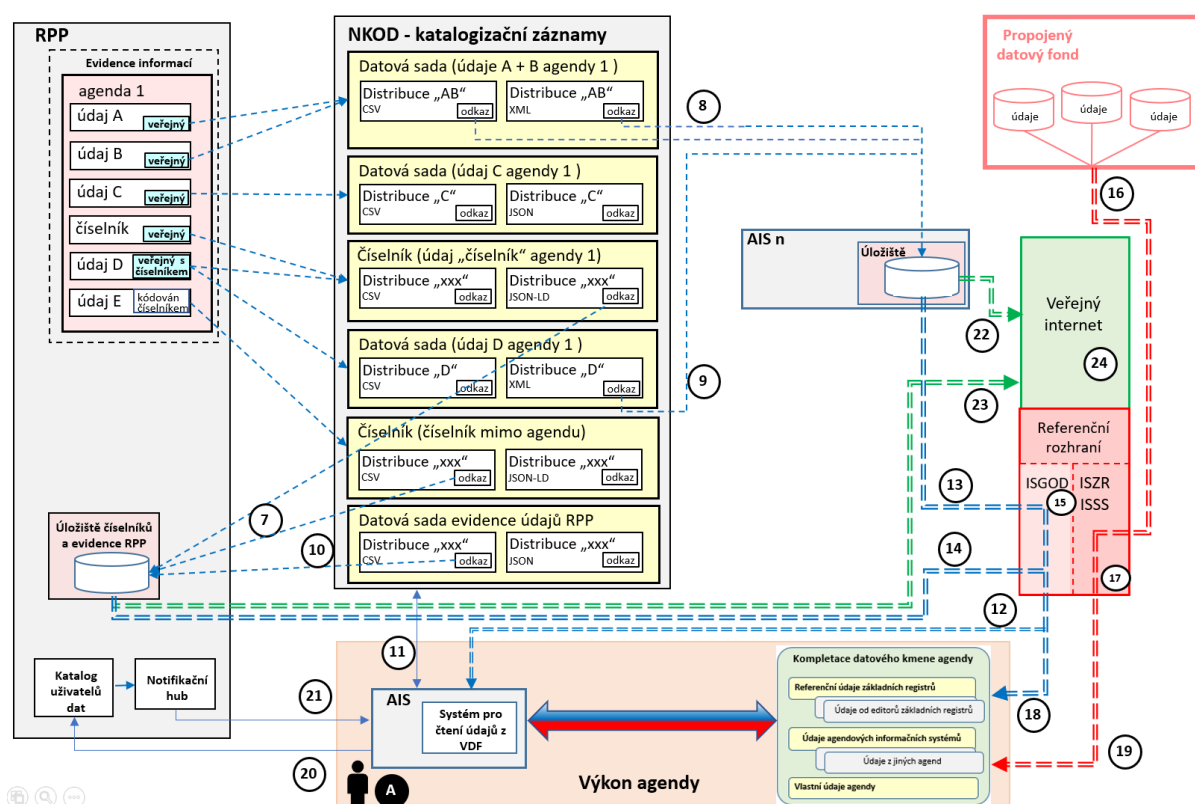 RPP
Evidence informací
agenda 1
údaj A
veřejný
údaj B
veřejný
údaj C
veřejný
číselník
veřejný
údaj D
veřejný s
číselníkem
údaj E
kódován
číselníkem
Úložiště číselníků
a evidence RPP
Katalog
uživatelů
dat
Notifikační
hub
NKOD - katalogizační záznamy
Datová sada (údaje A + B agendy 1 )
Distribuce „AB“
CSV
odkaz
Distribuce „AB“
XML
odkaz
Datová sada (údaj C agendy 1 )
Distribuce „C“
CSV
odkaz
Distribuce „C“
JSON
odkaz
Číselník (údaj „číselník“ agendy 1)
Distribuce „xxx“
CSV
odkaz
Distribuce „xxx“
JSON-LD
odkaz
Datová sada (údaj D agendy 1 )
Distribuce „D“
CSV
odkaz
Distribuce „D“
XML
odkaz
Číselník (číselník mimo agendu)
Distribuce „xxx“
CSV
odkaz
Distribuce „xxx“
JSON-LD
odkaz
Datová sada evidence údajů RPP
Distribuce „xxx“
CSV
odkaz
Distribuce „xxx“
JSON
odkaz
7
10
8
9
11
21
20
Propojený
datový fond
údaje
údaje
údaje
16
AIS n
Úložiště
22
23
Veřejný
internet
24
Referenční
rozhraní
ISGOD
15
ISZR
ISSS
17
13
14
12
18
19
AIS
Systém pro
čtení údajů z
VDF
A
Výkon agendy
Kompletace datového kmene agendy
Referenční údaje základních registrů
Údaje od editorů základních registrů
Údaje agendových informačních systémů
Údaje z jiných agend
Vlastní údaje agendy